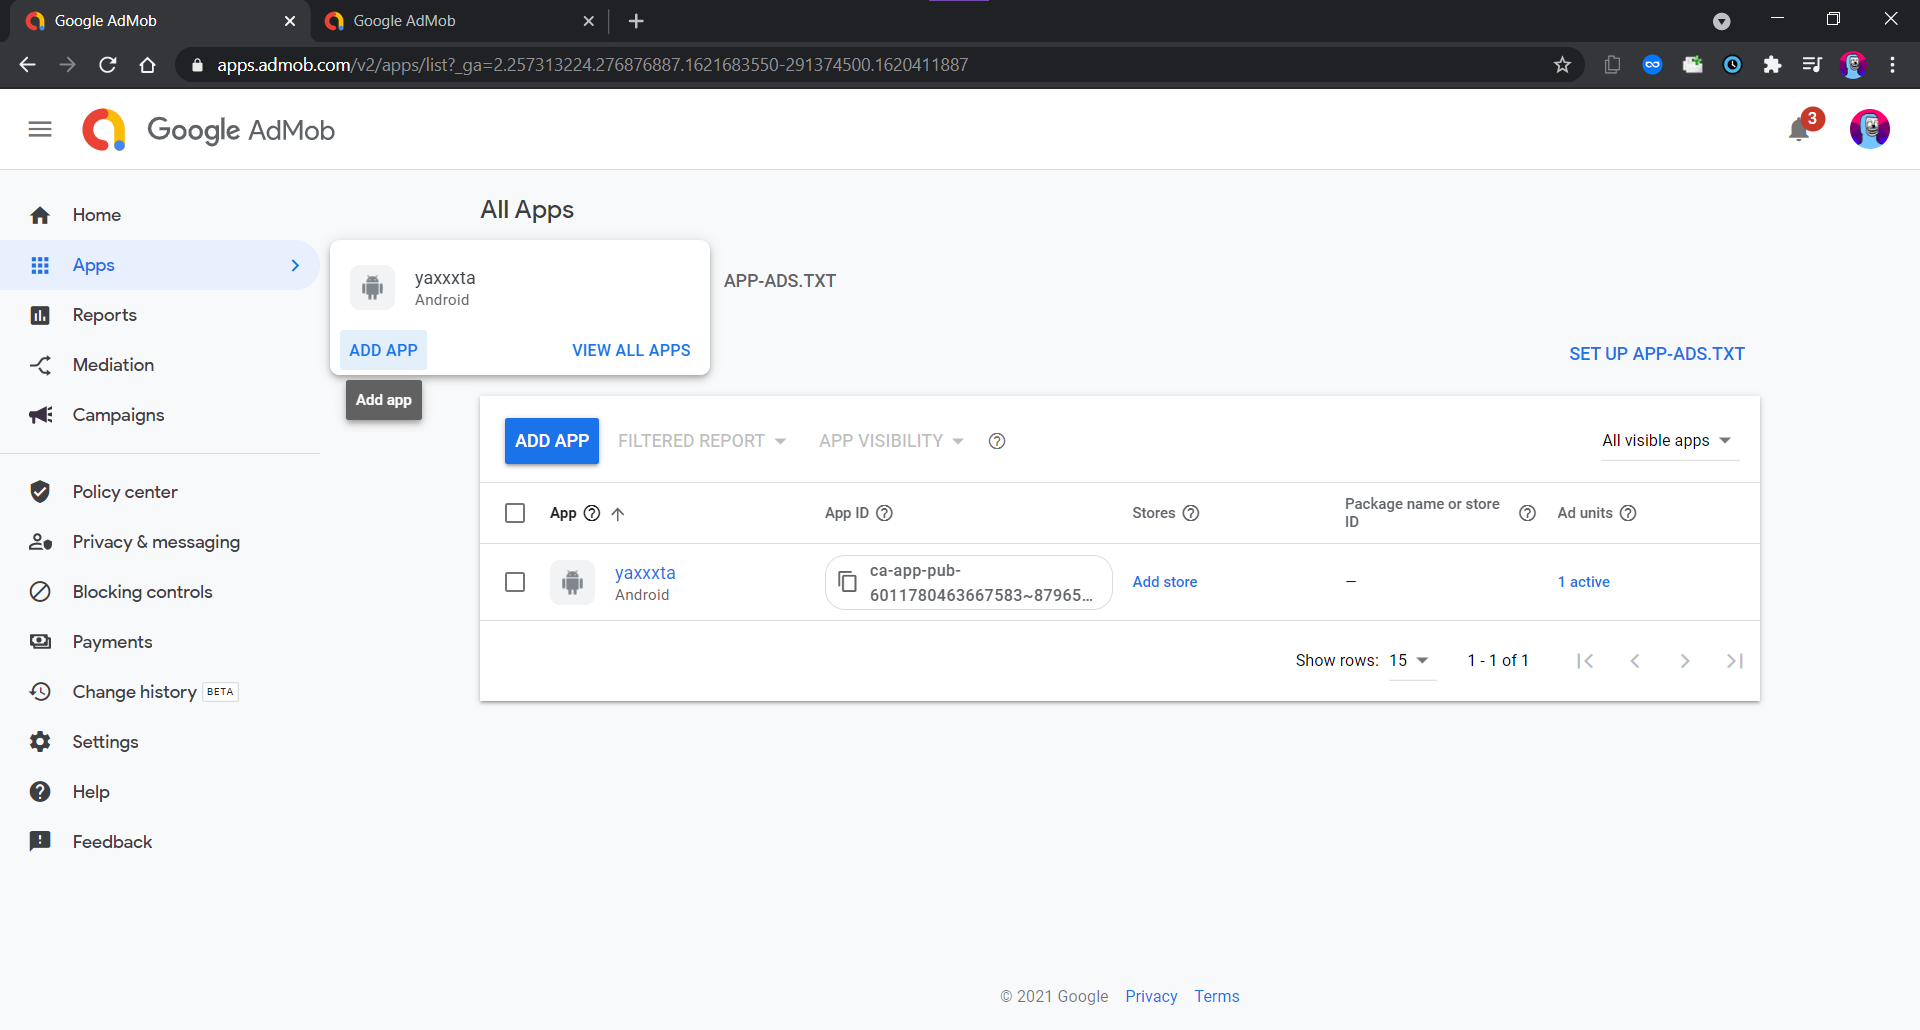 Google AdMob
Google AdMob
apps.admob.com/v2/apps/list?_ga=2.257313224.276876887.1621683550-291374500.1620411887
Google AdMob
3
Home
Apps
Reports
Mediation
Campaigns
Policy center
Privacy & messaging
Blocking controls
Payments
Change history BETA
Settings
Help
Feedback
All Apps
yaxxxta
Android
ADD APP VIEW ALL APPS
Add app
APP-ADS.TXT
SET UP APP-ADS.TXT
ADD APP FILTERED REPORT APP VISIBILITY All visible apps
App App ID Stores Package name or store ID Ad units
yaxxxta
Android
ca-app-pub-
6011780463667583~87965...
Add store
–
1 active
Show rows: 15 1 - 1 of 1
© 2021 Google Privacy Terms